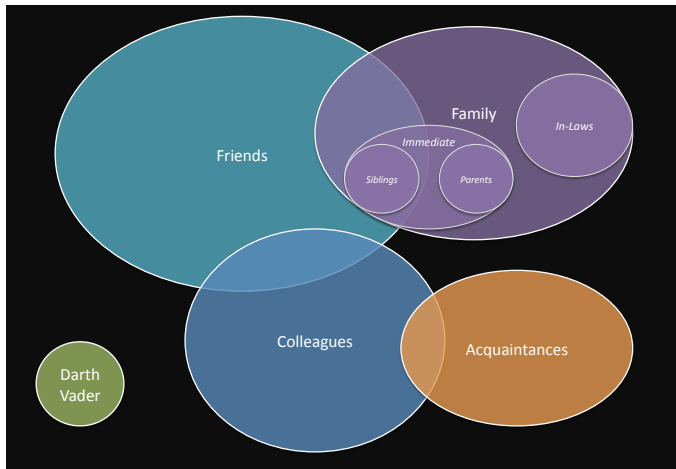 Family
In-Laws
Immediate
Friends
Siblings
Parents
Colleagues
Acquaintances
Darth
Vader